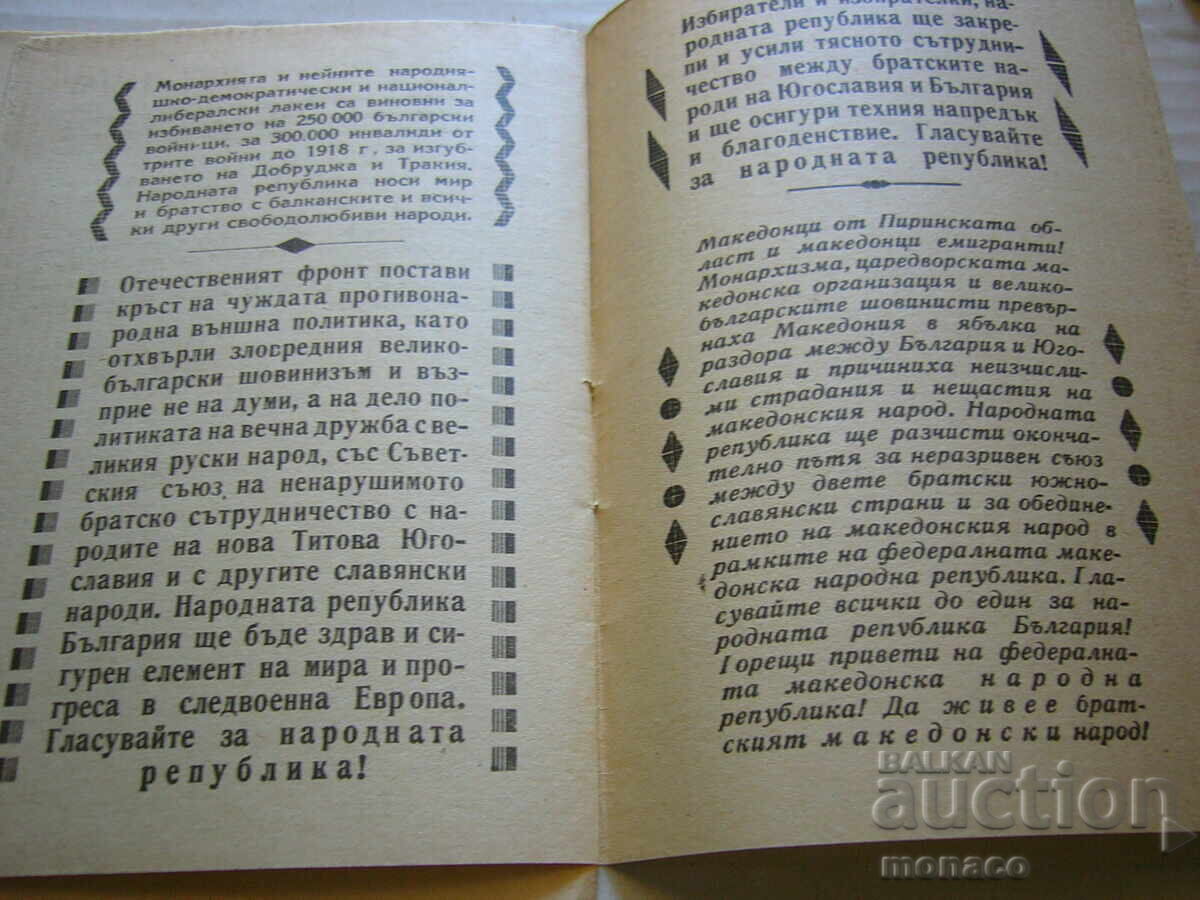 Монархията и нейните народня-
шко-демократически и национал-
либералски лакеи са виновни за
избиването на 250 000 български
войни-ци, за 300.000 инвалиди от
трите войни до 1918 г, за изгуб-
ването на Добруджа и Тракия.
Народната република носи мир
и братство с балканските и всич-
ки други свободолюбиви народи.
Отечественият фронт постави
кръст на чуждата противона-
родна външна политика, като
отхвърли зловредния велико-
български шовинизъм и въз-
прие не на думи, а на дело по-
литиката на вечна дружба с ве-
ликия руски народ, със Съвет-
ския съюз, на ненарушимото
братско сътрудничество с на-
родите на нова Титова Юго-
славия и с другите славянски
народи. Народната република
България ще бъде здрав и си-
гурен елемент на мира и про-
греса в следвоенна Европа.
Гласувайте за народната
република!
Избиратели и избирателки, на-
родната република ще закре-
пи и усили тясното сътрудни-
чество между братските на-
роди на Югославия и България
и ще осигури техния напредък
и благоденствие. Гласувайте
за народната република!
Македонци от Пиринската об-
ласт и македонци емигранти!
Монархизма, царедворската ма-
кедонска организация и велико-
българските шовинисти превър-
наха Македония в ябълка на
раздора между България и Юго-
славия и причиниха неизчисли-
ми страдания и нещастия на
македонския народ. Народната
република ще разчисти оконча-
телно пътя за неразривен съюз
между двете братски южно-
славянски страни и за обедине-
нието на македонския народ в
рамките на федералната маке-
донска народна република. Гла-
сувайте всички до един за на-
родната република България!
Горещи привети на федерална-
та македонска народна
република! Да живее брат-
ският македонски народ!
BALKAN
auction
monaco